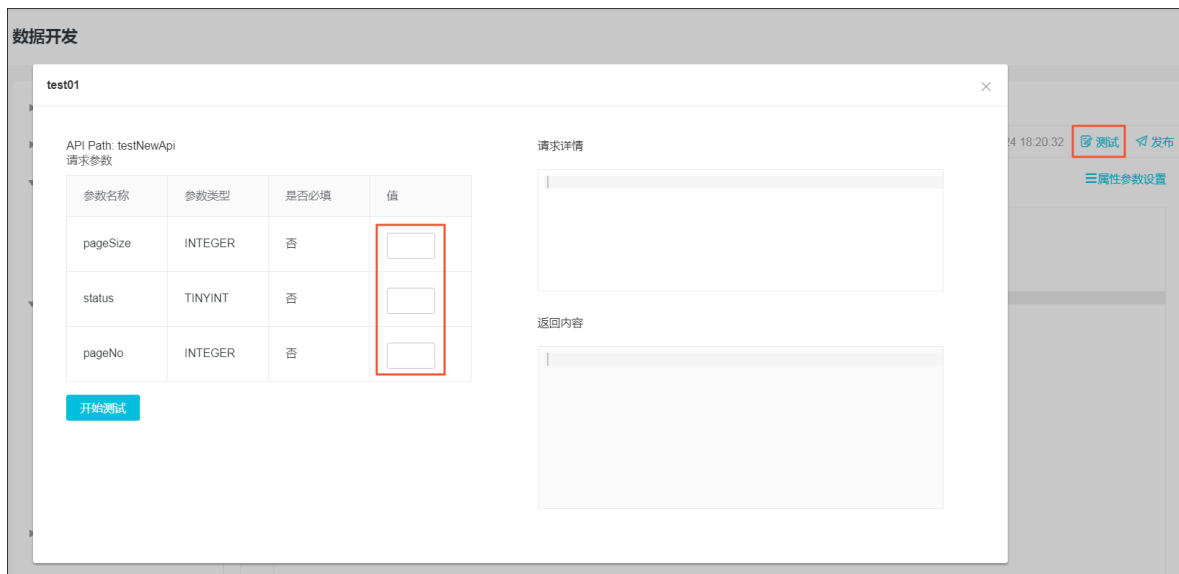 数据开发
test01
4 18:20:32 测试 发布
属性参数设置
API Path: testNewApi
请求参数
参数名称 参数类型 是否必填 值
pageSize INTEGER 否
status TINYINT 否
pageNo INTEGER 否
开始测试
请求详情
返回内容